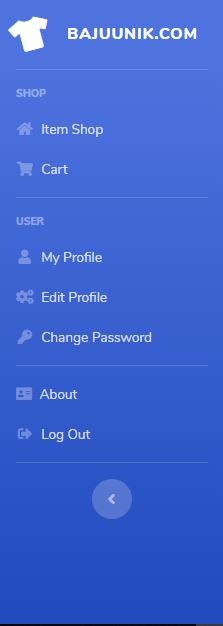 BAJUUNIK.COM
SHOP
Item Shop
Cart
USER
My Profile
Edit Profile
Change Password
About
Log Out